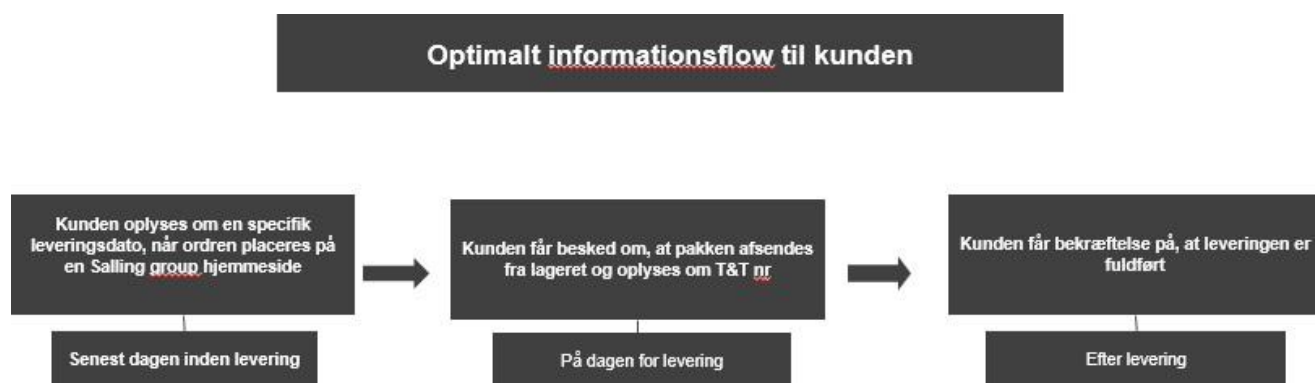 Optimalt informationsflow til kunden
Kunden oplyses om en specifik
leveringsdato, når ordren placeres på
en Salling group hjemmeside
Kunden får besked om, at pakken afsendes
fra lageret og oplyses om T&T nr
Kunden får bekræftelse på, at leveringen er
fuldført
Senest dagen inden levering
På dagen for levering
Efter levering